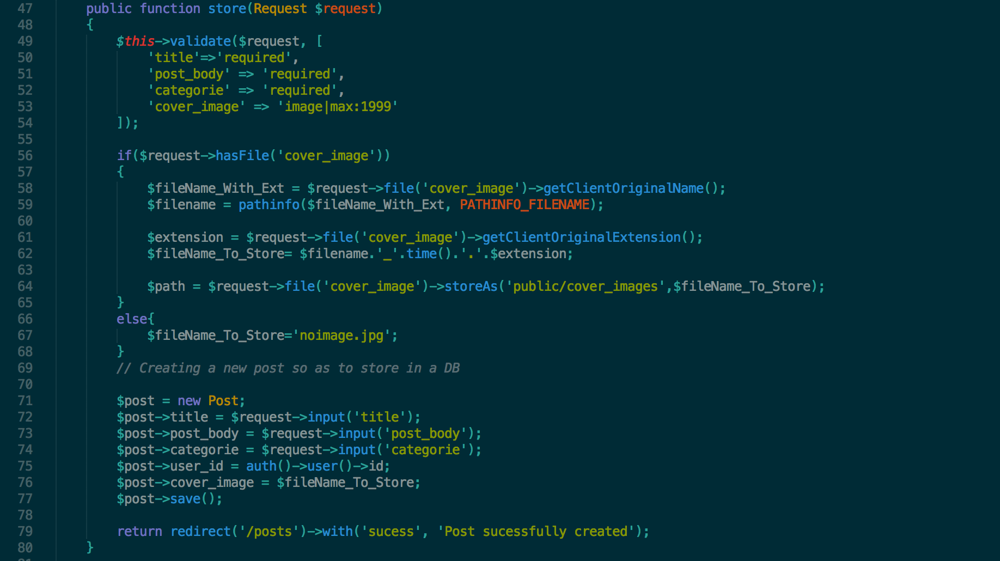 47 public function store(Request $request)
48 {
49 $this->validate($request, [
50 'title'=>'required',
51 'post_body' => 'required',
52 'categorie' => 'required',
53 'cover_image' => 'image|max:1999'
54 ]);
55
56 if($request->hasFile('cover_image'))
57 {
58 $fileName_With_Ext = $request->file('cover_image')->getClientOriginalName();
59 $filename = pathinfo($fileName_With_Ext, PATHINFO_FILENAME);
60
61 $extension = $request->file('cover_image')->getClientOriginalExtension();
62 $fileName_To_Store= $filename.'_'.time().'.'.$extension;
63
64 $path = $request->file('cover_image')->storeAs('public/cover_images',$fileName_To_Store);
65 }
66 else{
67 $fileName_To_Store='noimage.jpg';
68 }
69 // Creating a new post so as to store in a DB
70
71 $post = new Post;
72 $post->title = $request->input('title');
73 $post->post_body = $request->input('post_body');
74 $post->categorie = $request->input('categorie');
75 $post->user_id = auth()->user()->id;
76 $post->cover_image = $fileName_To_Store;
77 $post->save();
78
79 return redirect('/posts')->with('sucess', 'Post sucessfully created');
80 }